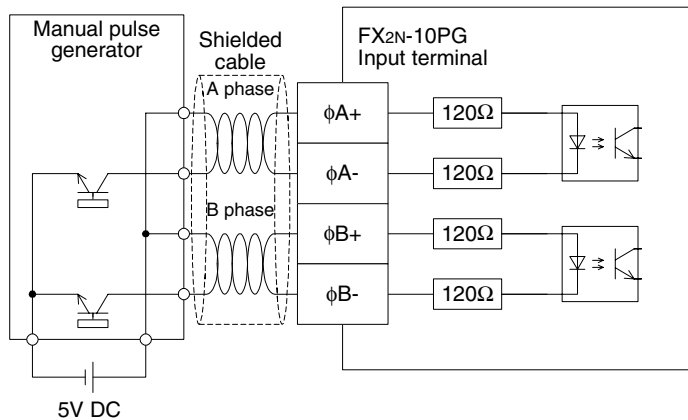 Manual pulse
generator
Shielded
cable
FX2N-10PG
Input terminal
A phase
ϕA+
120Ω
ϕA-
120Ω
B phase
ϕB+
120Ω
ϕB-
120Ω
5V DC